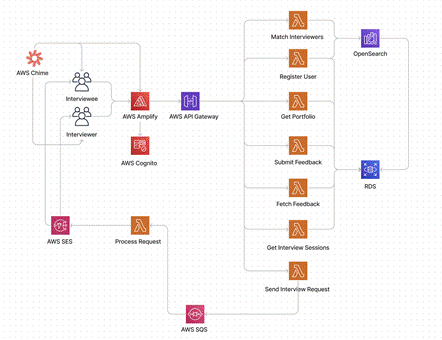 Match Interviewers
OpenSearch
AWS Chime
Register User
Interviewee
AWS Amplify
AWS API Gateway
Get Portfolio
Interviewer
AWS Cognito
Submit Feedback
RDS
Fetch Feedback
AWS SES
Process Request
Get Interview Sessions
Send Interview Request
AWS SQS